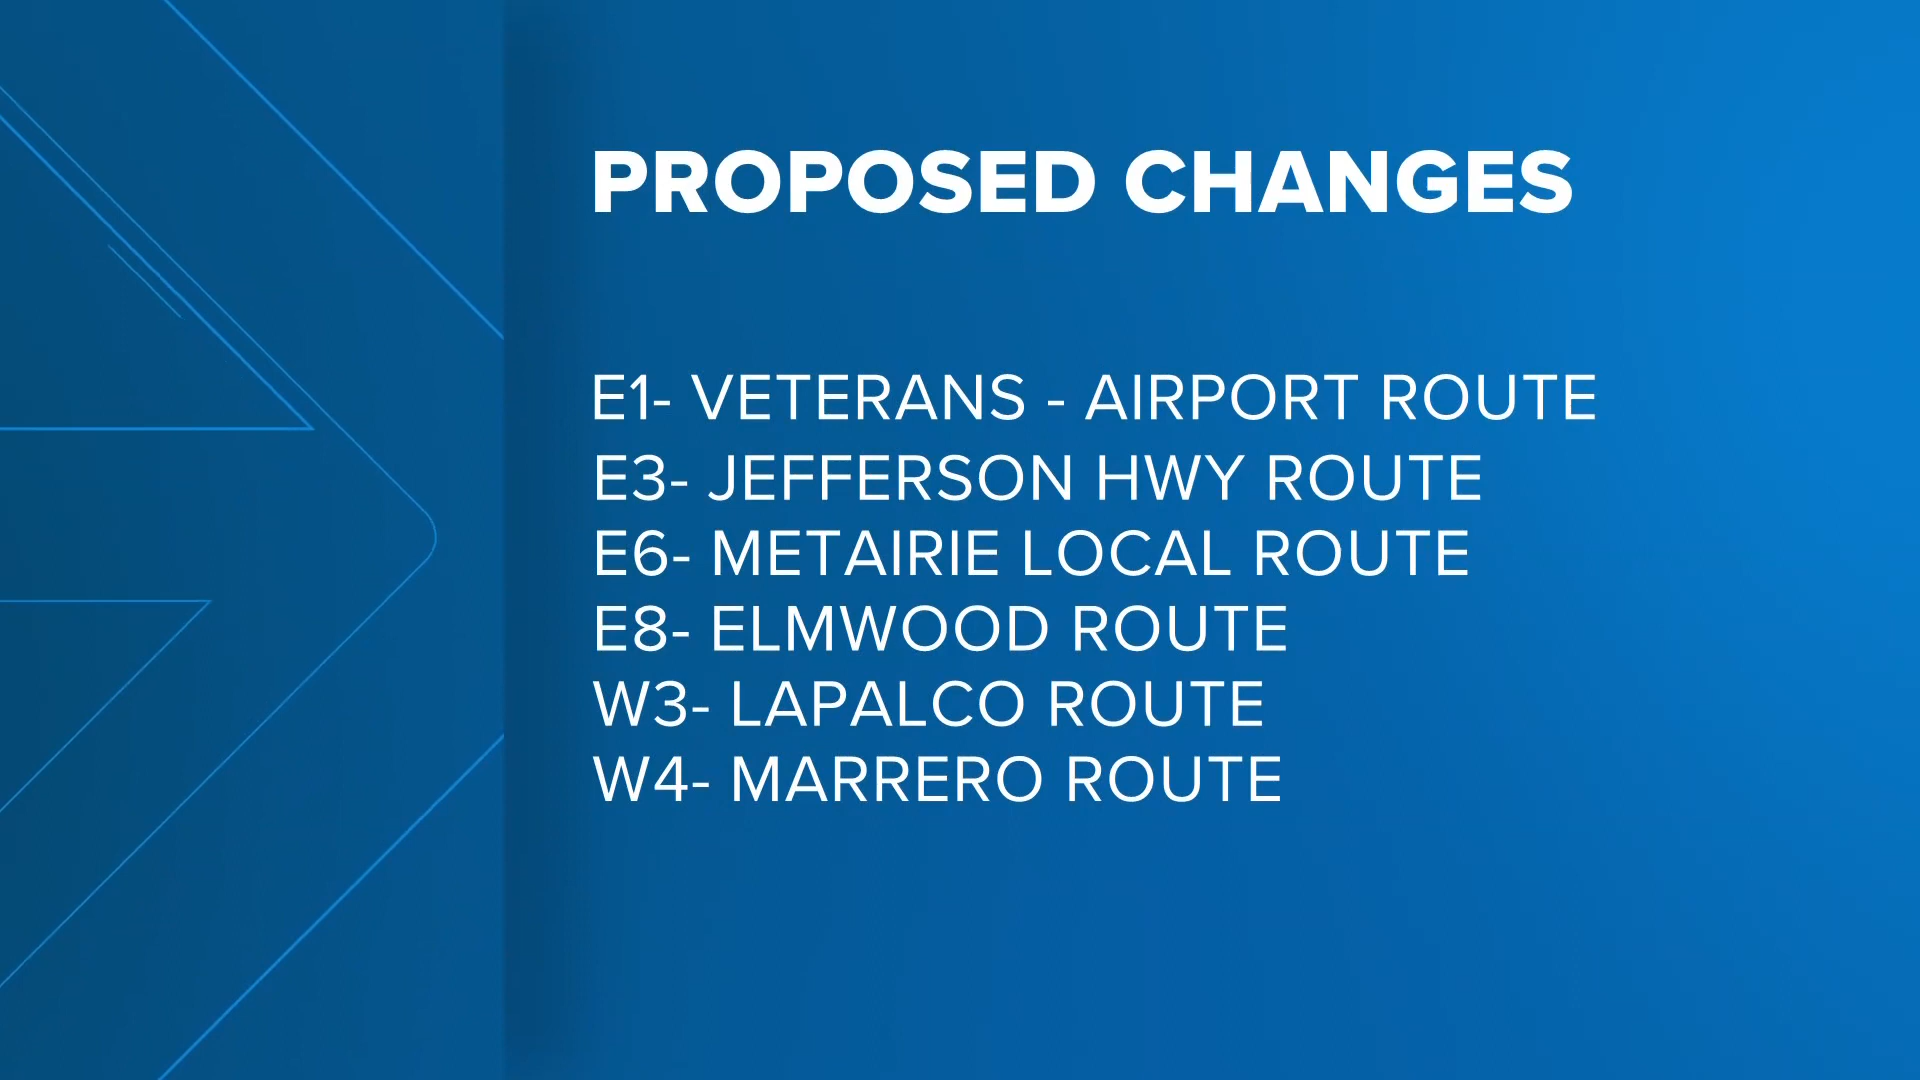 PROPOSED CHANGES
E1- VETERANS - AIRPORT ROUTE
E3- JEFFERSON HWY ROUTE
E6- METAIRIE LOCAL ROUTE
E8- ELMWOOD ROUTE
W3- LAPALCO ROUTE
W4- MARRERO ROUTE